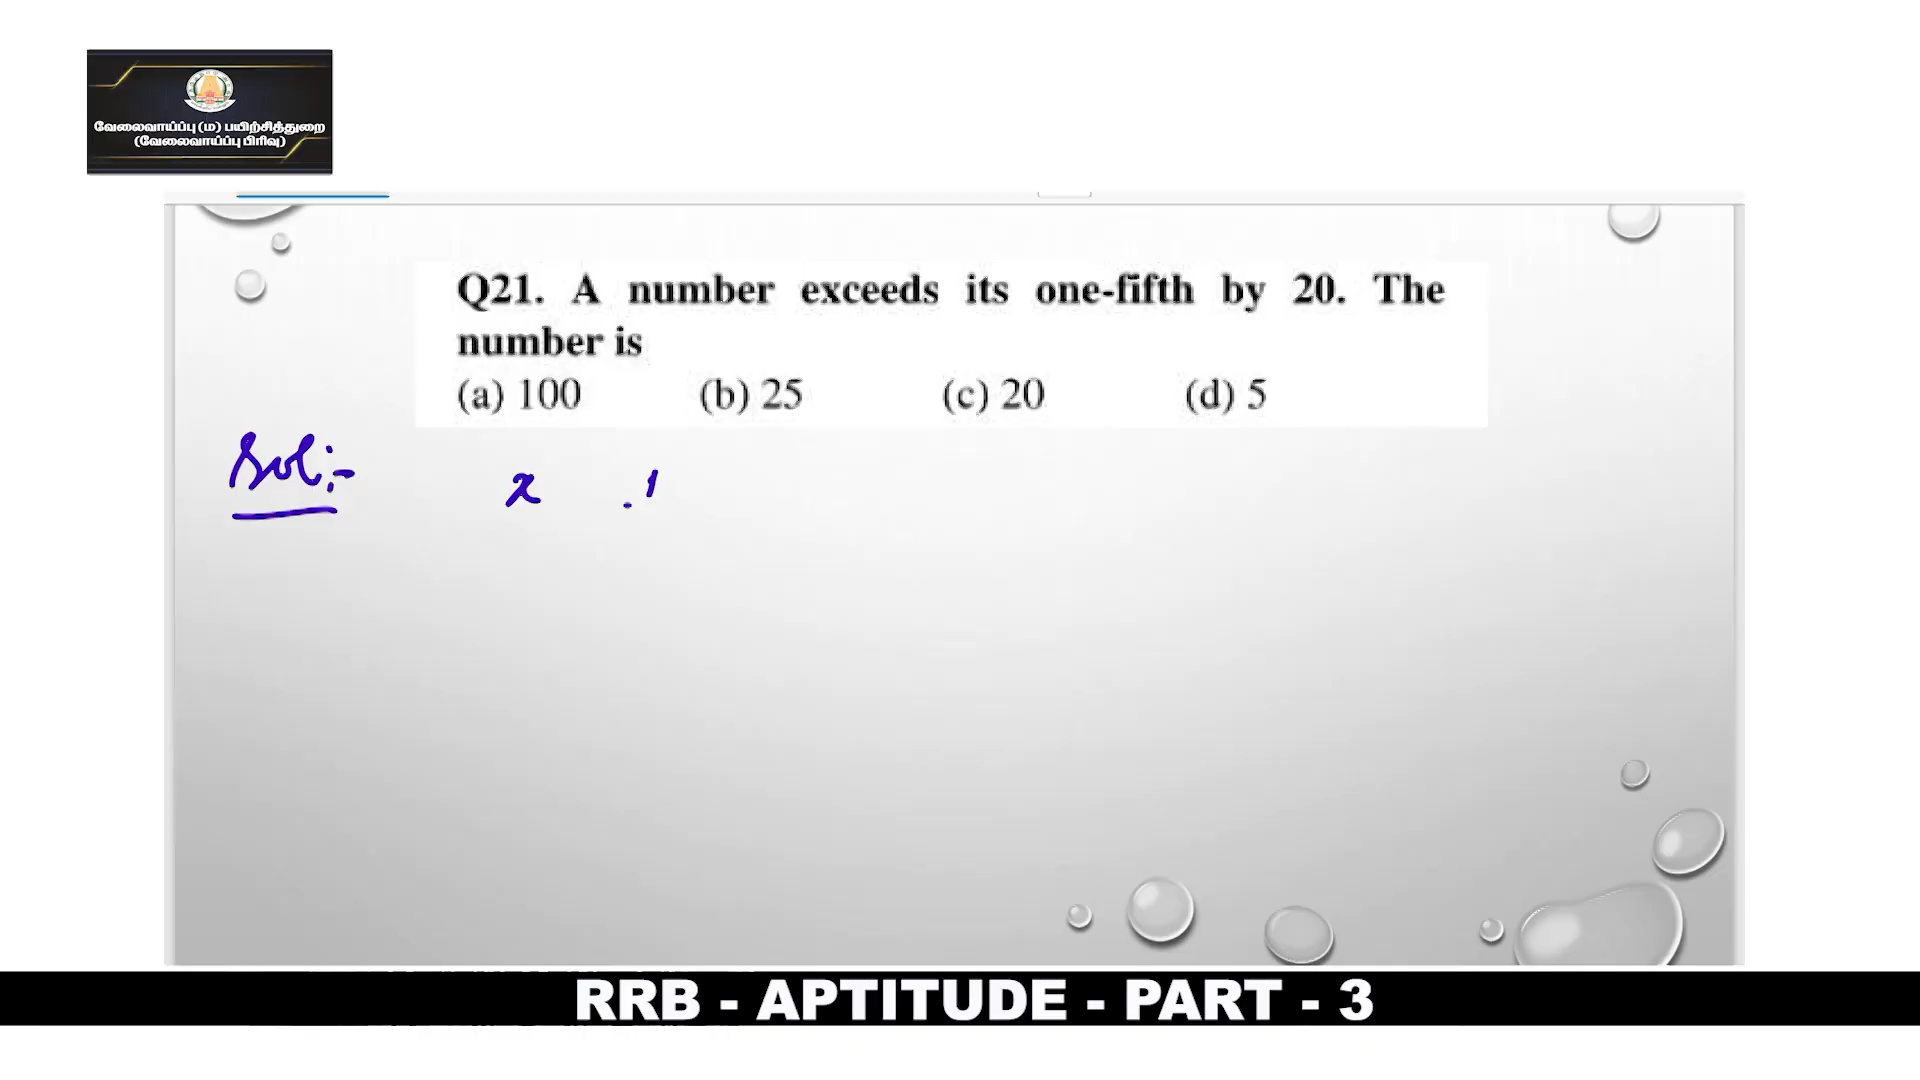 வேலைவாய்ப்பு (ம) பயிற்சித்துறை
(வேலைவாய்ப்பு பிரிவு)
Q21. A number exceeds its one-fifth by 20. The
number is
(a) 100 (b) 25 (c) 20 (d) 5
Sol:-
x
RRB - APTITUDE - PART - 3